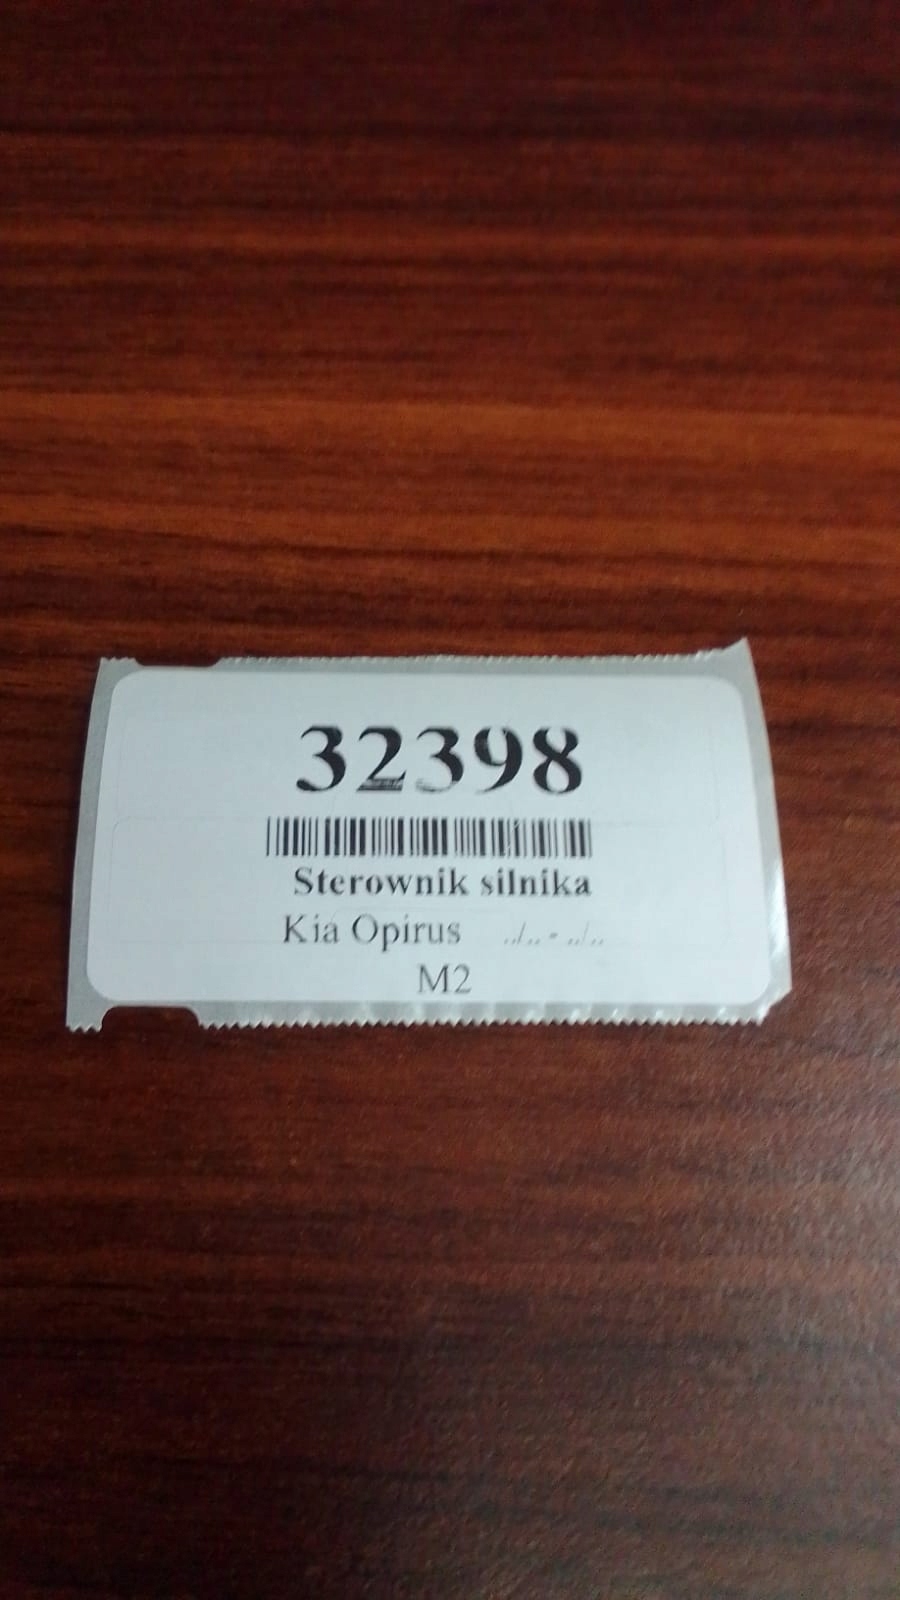 32398
Sterownik silnika
Kia Opirus ../.. - ../..
M2